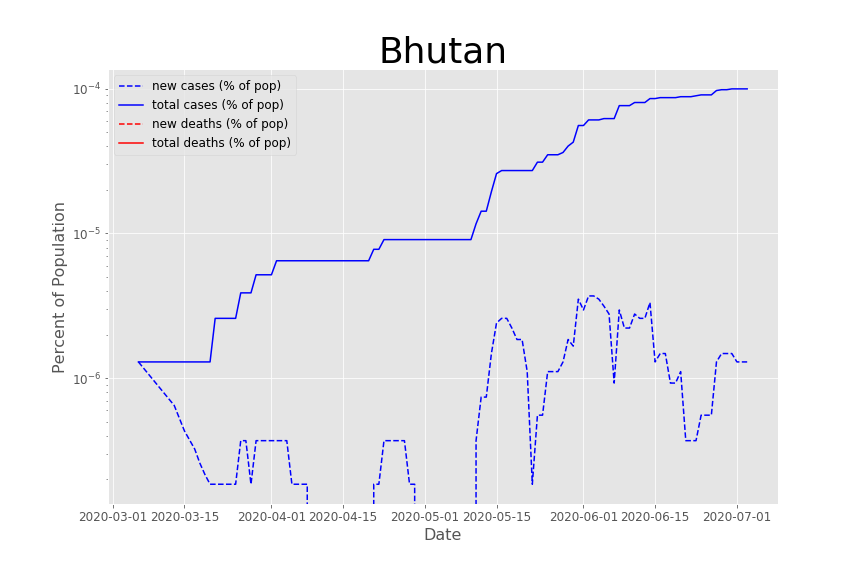 Bhutan
new cases (% of pop)
total cases (% of pop)
new deaths (% of pop)
total deaths (% of pop)
Percent of Population
10⁻⁴
10⁻⁵
10⁻⁶
2020-03-01 2020-03-15 2020-04-01 2020-04-15 2020-05-01 2020-05-15 2020-06-01 2020-06-15 2020-07-01
Date